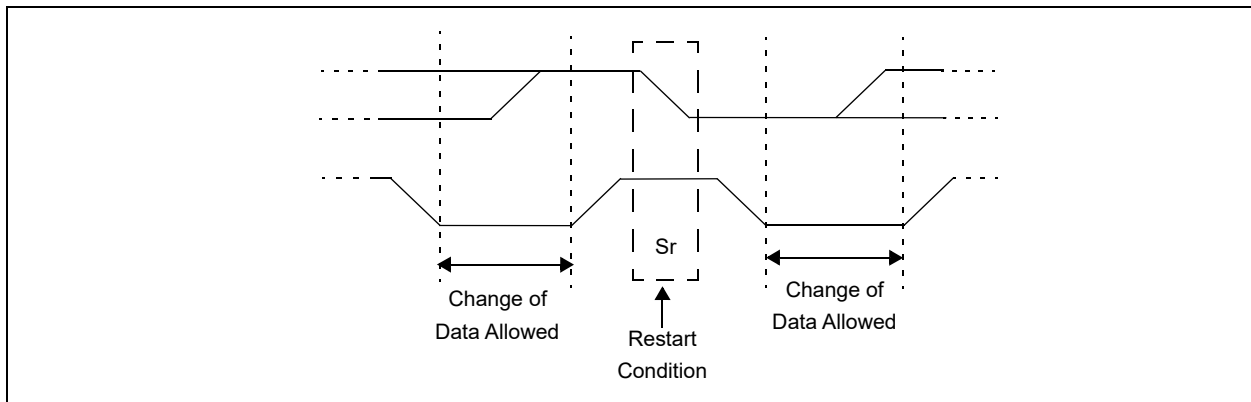 Sr
Change of
Data Allowed
Restart
Condition
Change of
Data Allowed